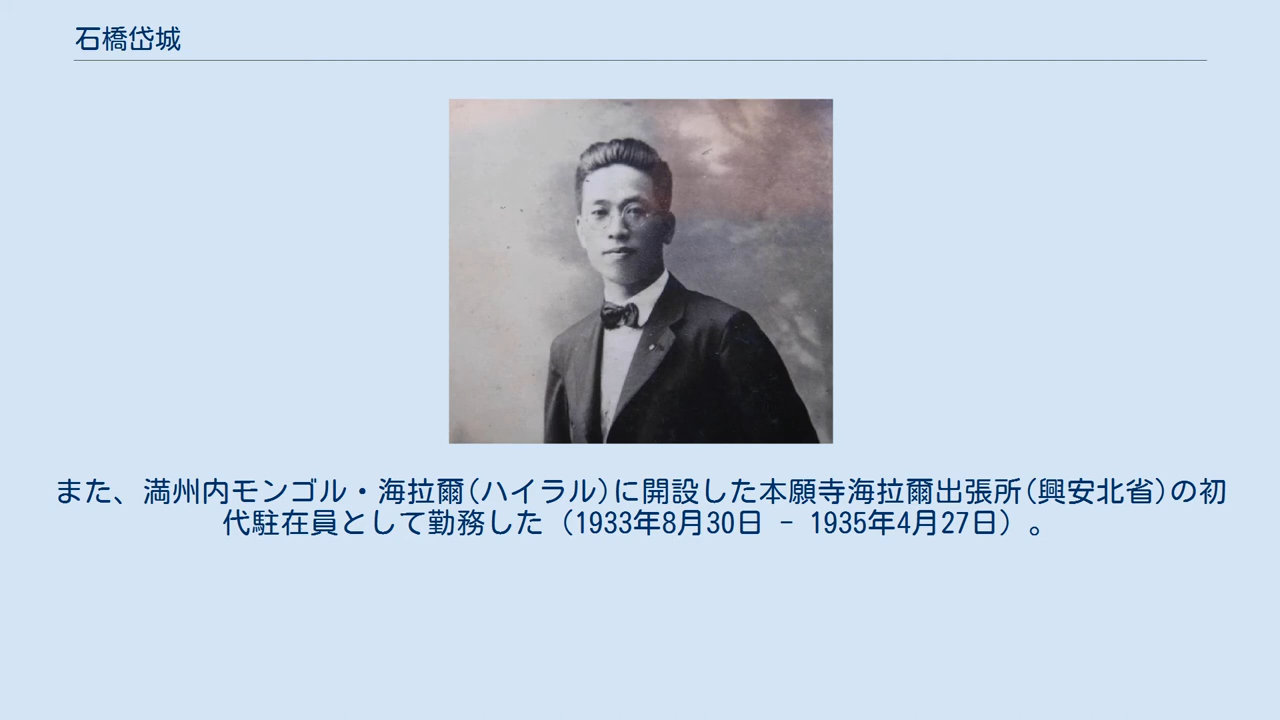 石橋岱城
また、満州内モンゴル・海拉爾(ハイラル)に開設した本願寺海拉爾出張所(興安北省)の初
代駐在員として勤務した（1933年8月30日 - 1935年4月27日）。